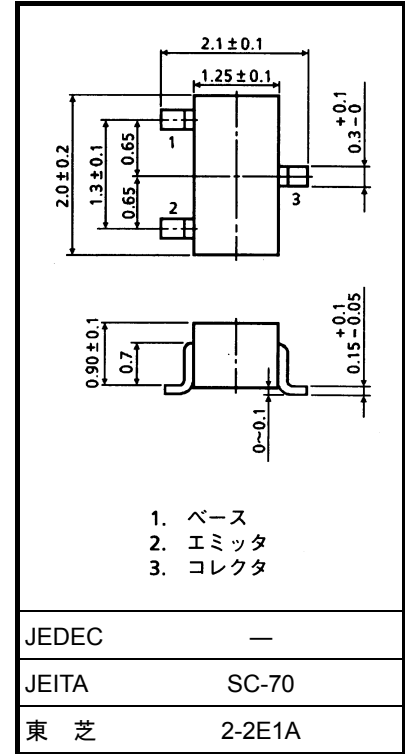 2.1±0.1
1.25±0.1
+0.1
0.3-0
2.0±0.2
1.3±0.1
0.65
0.65
1
2
3
0.90±0.1
0.7
+0.1
0.15-0.05
0~0.1
1. ベース
2. エミッタ
3. コレクタ
JEDEC ―
JEITA SC-70
東 芝 2-2E1A